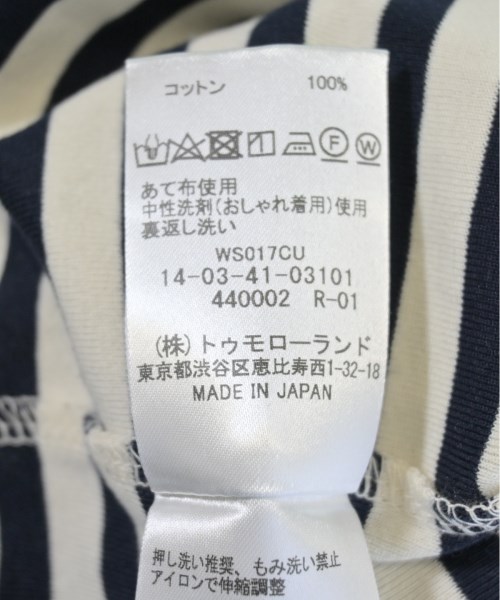 コットン 100%
F W
あて布使用
中性洗剤(おしゃれ着用)使用
裏返し洗い
WS017CU
14-03-41-03101
440002 R-01
(株)トゥモローランド
東京都渋谷区恵比寿西1-32-18
MADE IN JAPAN
押し洗い推奨、もみ洗い禁止
アイロンで伸縮調整